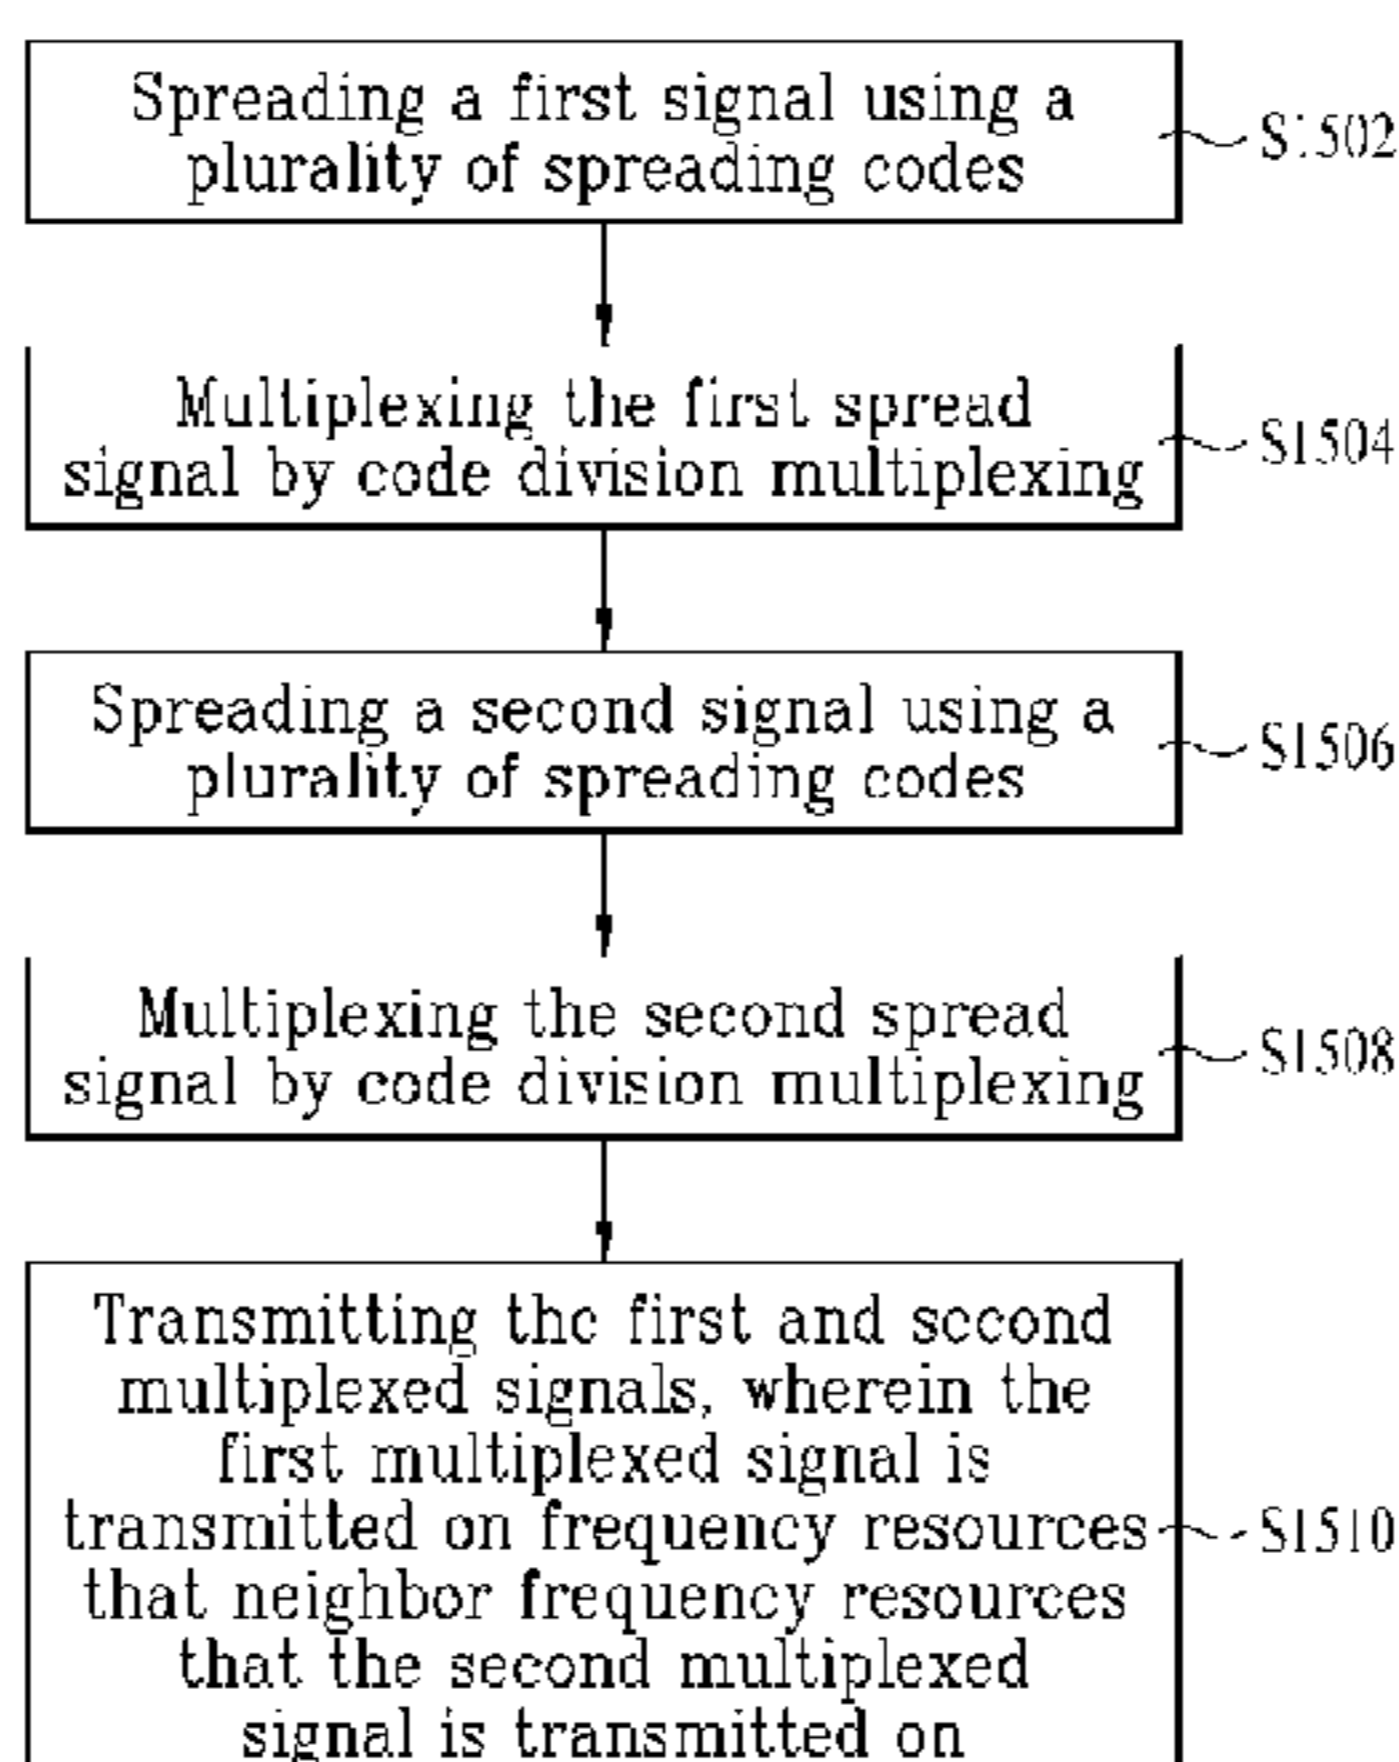 Spreading a first signal using a
plurality of spreading codes
S1502
Multiplexing the first spread
signal by code division multiplexing
S1504
Spreading a second signal using a
plurality of spreading codes
S1506
Multiplexing the second spread
signal by code division multiplexing
S1508
Transmitting the first and second
multiplexed signals, wherein the
first multiplexed signal is
transmitted on frequency resources
that neighbor frequency resources
that the second multiplexed
signal is transmitted on
S1510